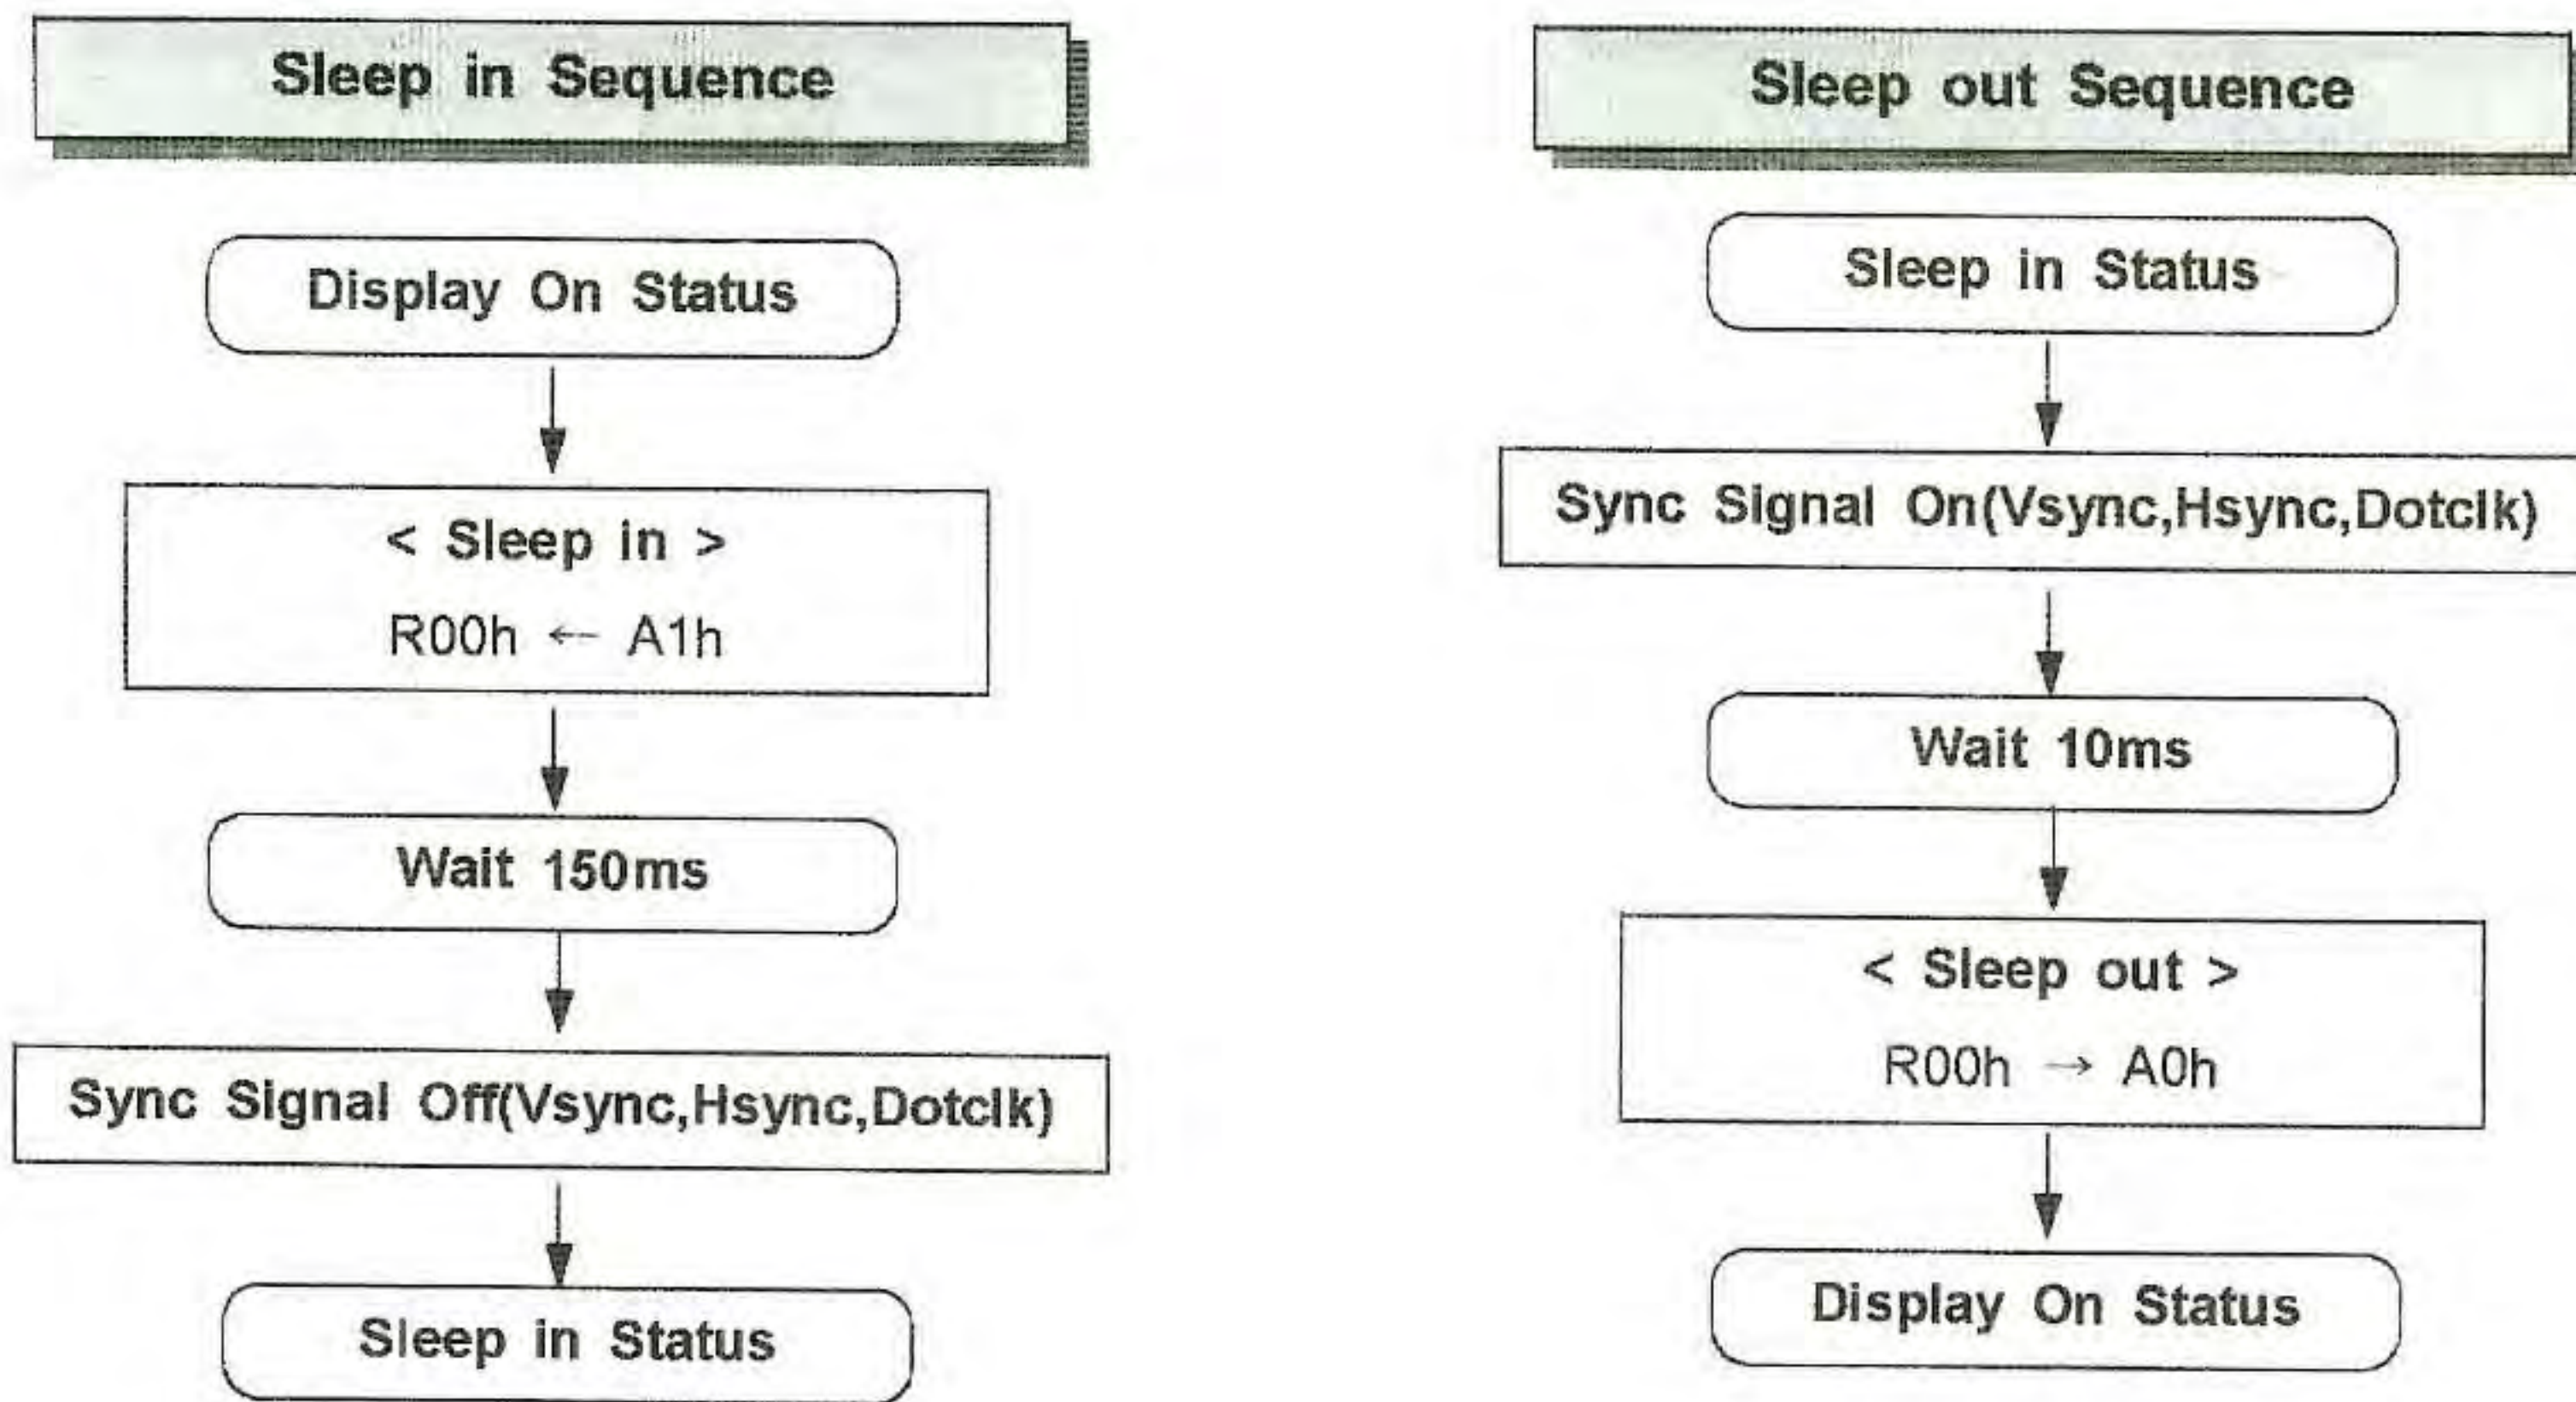 Sleep in Sequence
Display On Status
< Sleep in >
R00h ← A1h
Wait 150ms
Sync Signal Off(Vsync,Hsync,Dotclk)
Sleep in Status
Sleep out Sequence
Sleep in Status
Sync Signal On(Vsync,Hsync,Dotclk)
Wait 10ms
< Sleep out >
R00h → A0h
Display On Status